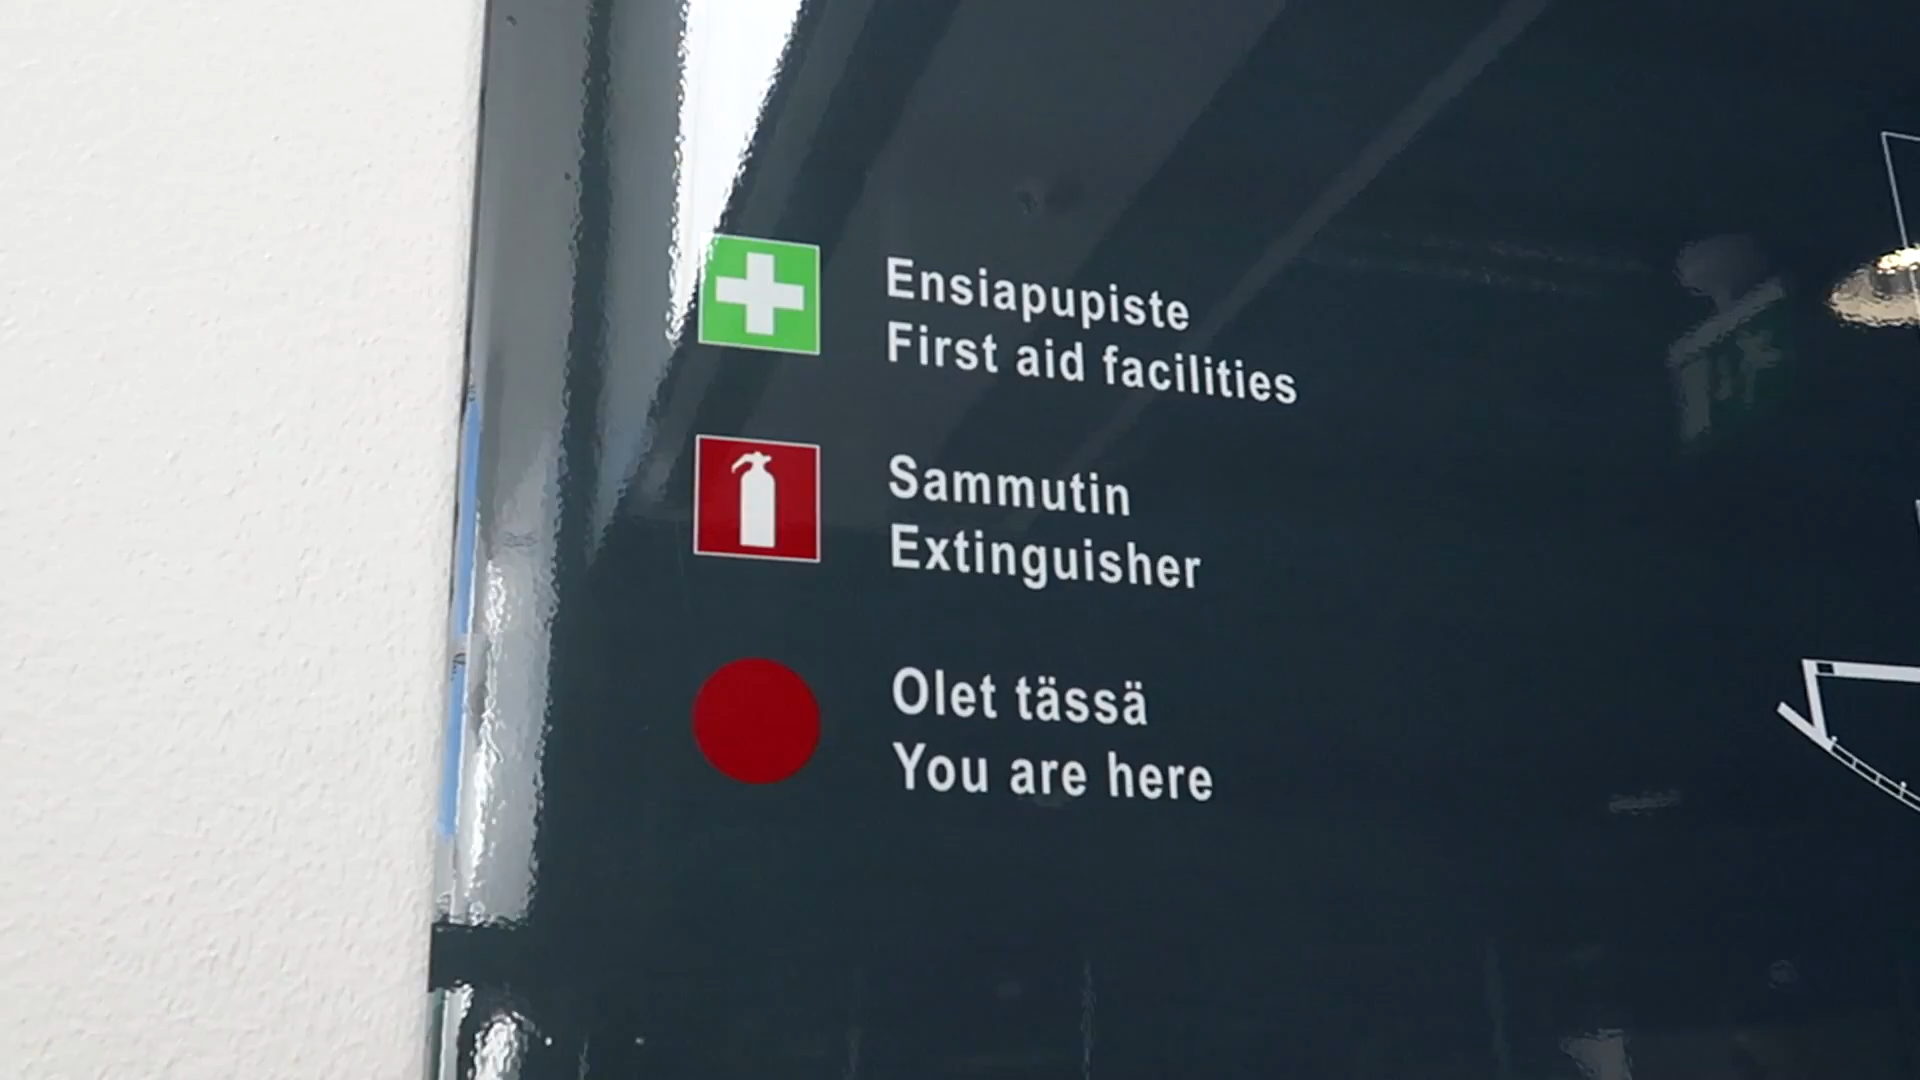 Ensiapupiste
First aid facilities
Sammutin
Extinguisher
Olet tässä
You are here